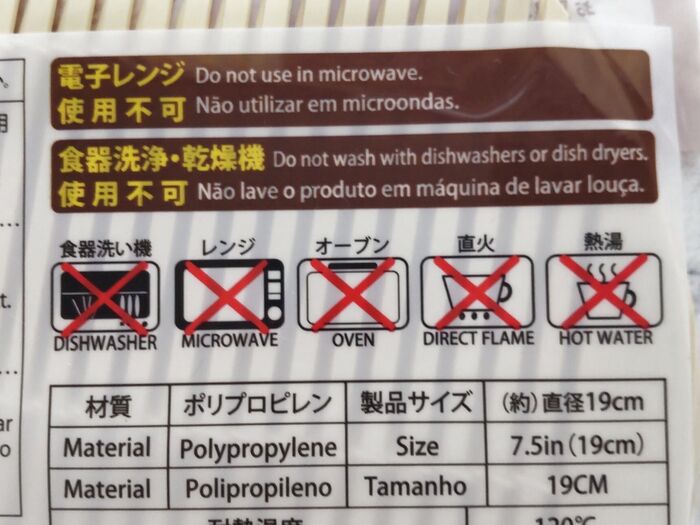 電子レンジ Do not use in microwave.
使用不可 Não utilizar em microondas.
食器洗浄・乾燥機 Do not wash with dishwashers or dish dryers.
使用不可 Não lave o produto em máquina de lavar louça.
食器洗い機 レンジ オーブン 直火 熱湯
DISHWASHER MICROWAVE OVEN DIRECT FLAME HOT WATER
材質 ポリプロピレン 製品サイズ (約)直径19cm
Material Polypropylene Size 7.5in(19cm)
Material Polipropileno Tamanho 19CM
耐熱温度 120℃